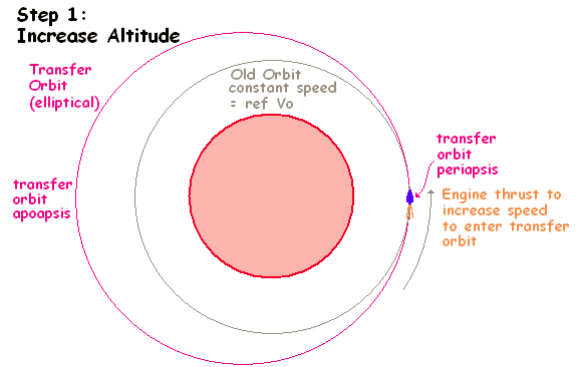 Step 1:
Increase Altitude
Transfer
Orbit
(elliptical)
Old Orbit
constant speed
= ref Vo
transfer
orbit
periapsis
transfer
orbit
apoapsis
Engine thrust to
increase speed
to enter transfer
orbit